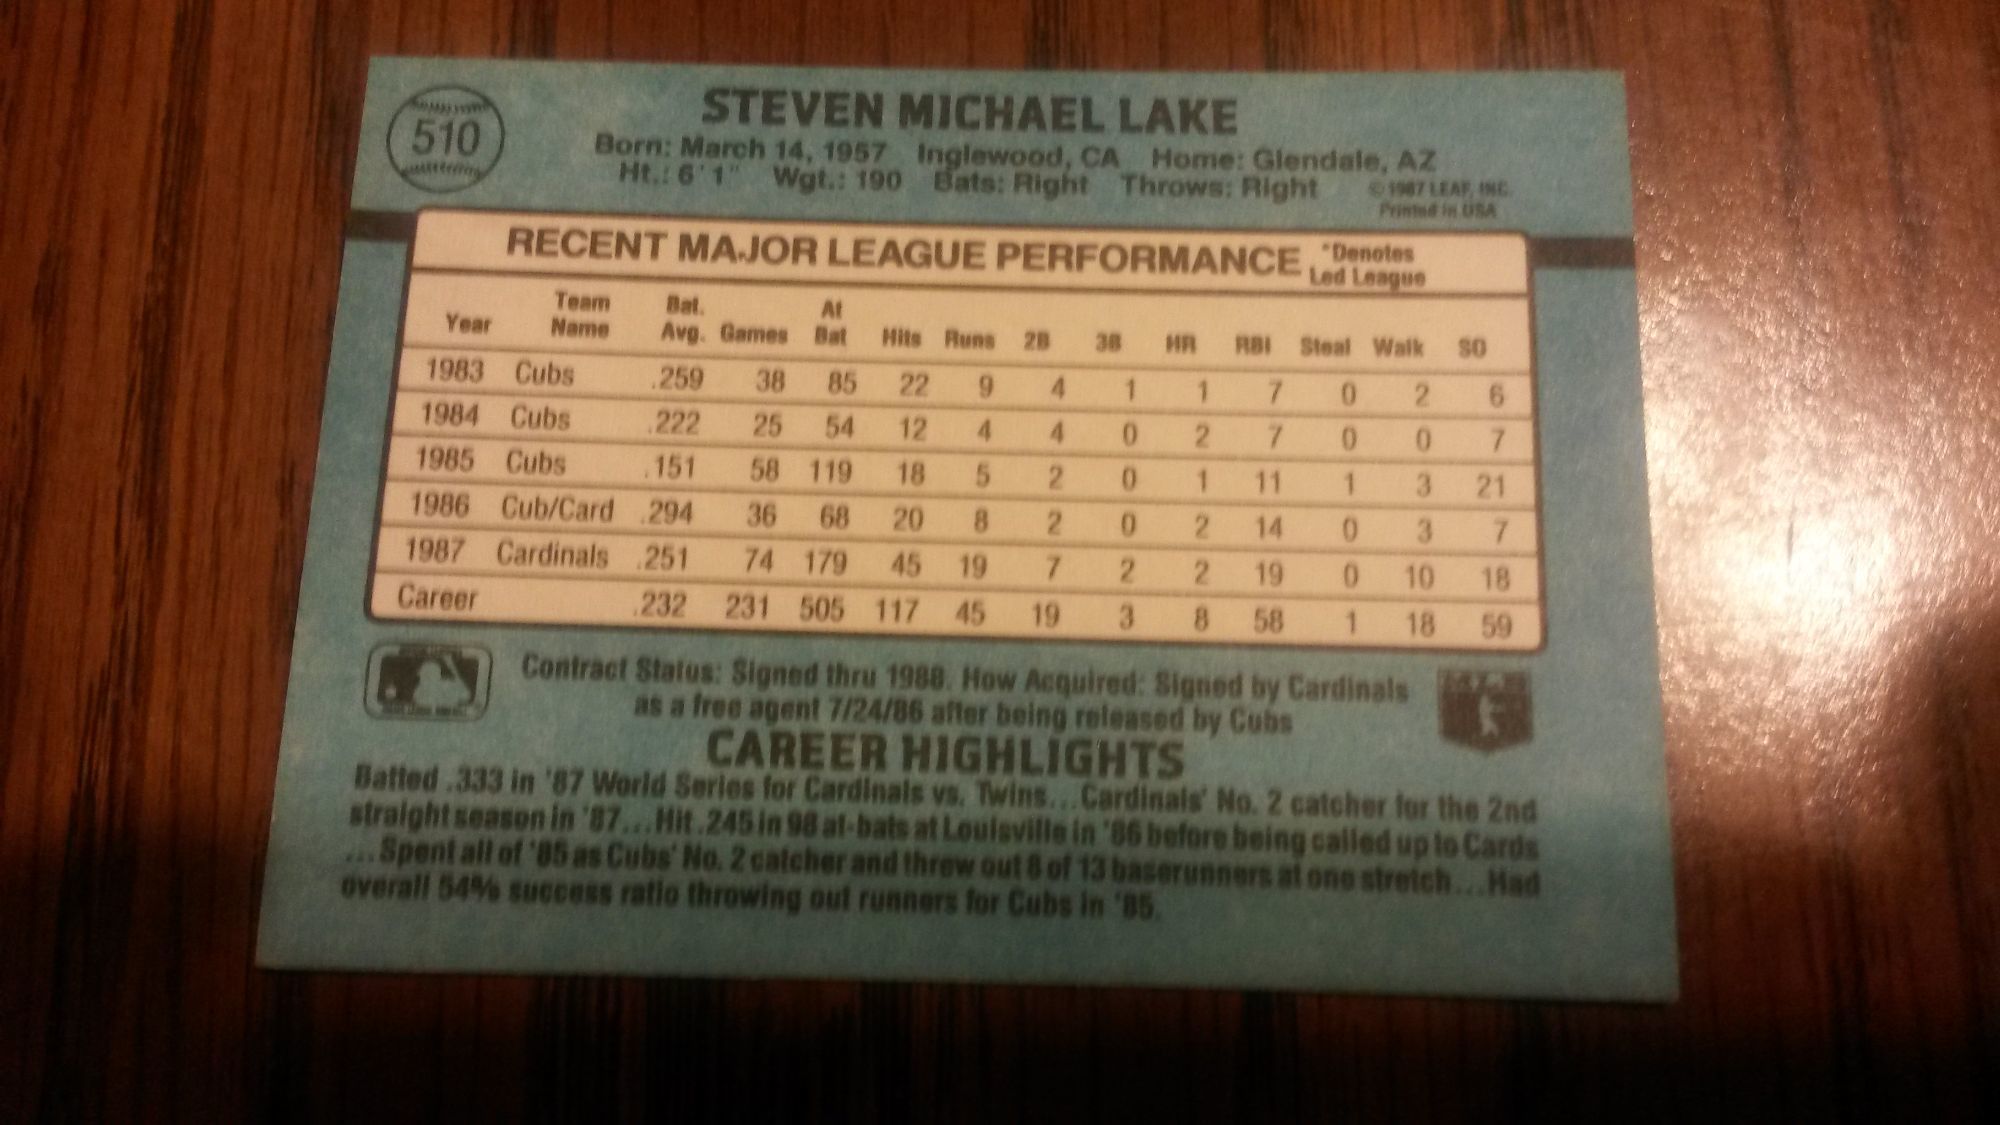 510
STEVEN MICHAEL LAKE
Born: March 14, 1957 Inglewood, CA Home: Glendale, AZ
Ht.: 6'1" Wgt.: 190 Bats: Right Throws: Right © 1987 LEAF, INC.
Printed in USA
RECENT MAJOR LEAGUE PERFORMANCE *Denotes Led League
Year Team Name Bat. Avg. Games At Bat Hits Runs 2B 3B HR RBI Steal Walk SO
1983 Cubs .259 38 85 22 9 4 1 1 7 0 2 6
1984 Cubs .222 25 54 12 4 4 0 2 7 0 0 7
1985 Cubs .151 58 119 18 5 2 0 1 11 1 3 21
1986 Cub/Card .294 36 68 20 8 2 0 2 14 0 3 7
1987 Cardinals .251 74 179 45 19 7 2 2 19 0 10 18
Career .232 231 505 117 45 19 3 8 58 1 18 59
Contract Status: Signed thru 1988. How Acquired: Signed by Cardinals
as a free agent 7/24/86 after being released by Cubs
CAREER HIGHLIGHTS
Batted .333 in '87 World Series for Cardinals vs. Twins...Cardinals' No. 2 catcher for the 2nd
straight season in '87...Hit .245 in 98 at-bats at Louisville in '86 before being called up to Cards
...Spent all of '85 as Cubs' No. 2 catcher and threw out 8 of 13 baserunners at one stretch...Had
overall 54% success ratio throwing out runners for Cubs in '85.